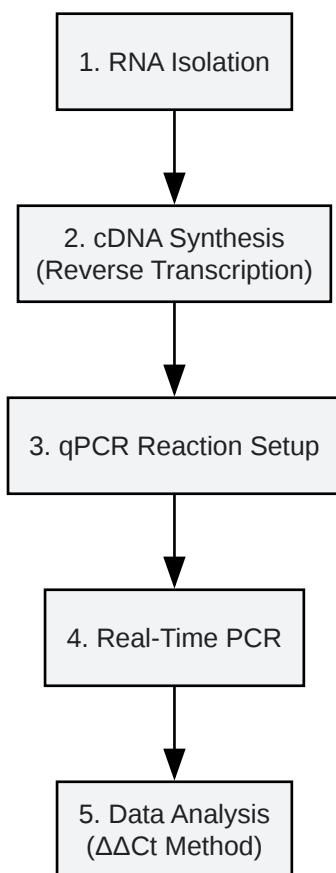 1. RNA Isolation
2. cDNA Synthesis
(Reverse Transcription)
3. qPCR Reaction Setup
4. Real-Time PCR
5. Data Analysis
(ΔΔCt Method)